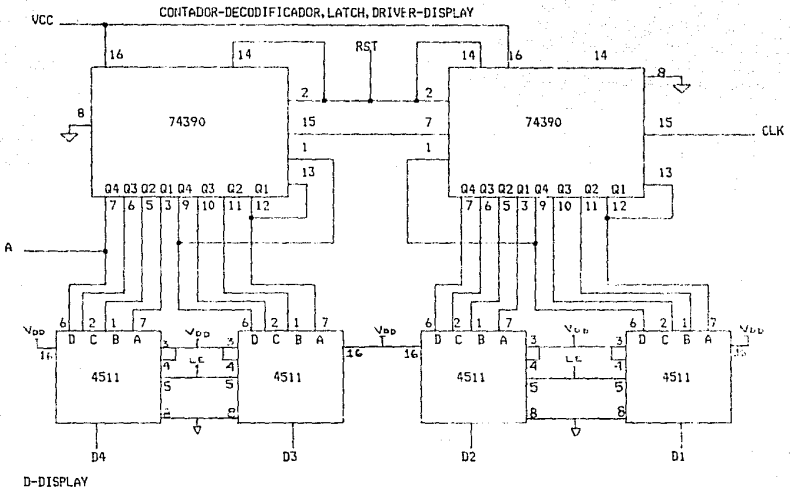 CONTADOR-DECODIFICADOR, LATCH, DRIVER-DISPLAY
VCC
RST
16 14 14 16 14
8 2 2 8
74390 74390
15 7 15 CLK
1 1
13 13
Q4 Q3 Q2 Q1 Q4 Q3 Q2 Q1 Q4 Q3 Q2 Q1 Q4 Q3 Q2 Q1
7 6 5 3 9 10 11 12 7 6 5 3 9 10 11 12
A
VDD VDD VDD VDD VDD
6 2 1 7 6 2 1 7 6 2 1 7 6 2 1 7
D C B A D C B A D C B A D C B A
16 3 3 16 16 3 3
LE LE
4 4 4 4
4511 4511 4511 4511
5 5 5 5
8 8 8 8
D4 D3 D2 D1
D-DISPLAY